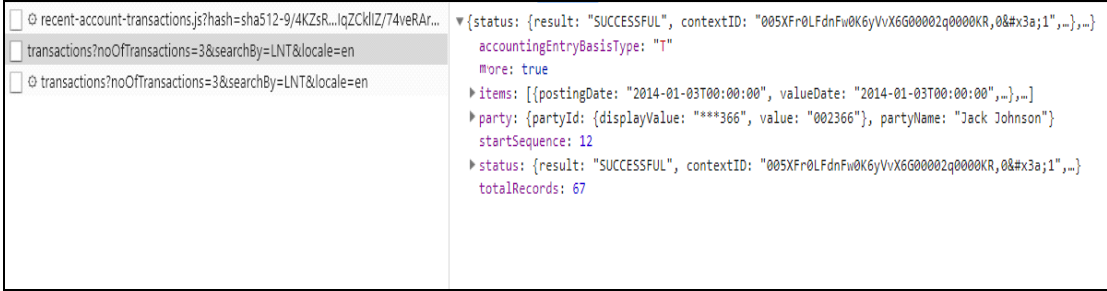 recent-account-transactions.js?hash=sha512-9/4KZsR...IqZCklIZ/74veRAr...
transactions?noOfTransactions=3&searchBy=LNT&locale=en
transactions?noOfTransactions=3&searchBy=LNT&locale=en
{status: {result: "SUCCESSFUL", contextID: "005XFr0LFdnFw0K6yVvX6G00002q0000KR,0&#x3a;1",…},…}
accountingEntryBasisType: "T"
more: true
items: [{postingDate: "2014-01-03T00:00:00", valueDate: "2014-01-03T00:00:00",…},…]
party: {partyId: {displayValue: "***366", value: "002366"}, partyName: "Jack Johnson"}
startSequence: 12
status: {result: "SUCCESSFUL", contextID: "005XFr0LFdnFw0K6yVvX6G00002q0000KR,0&#x3a;1",…}
totalRecords: 67